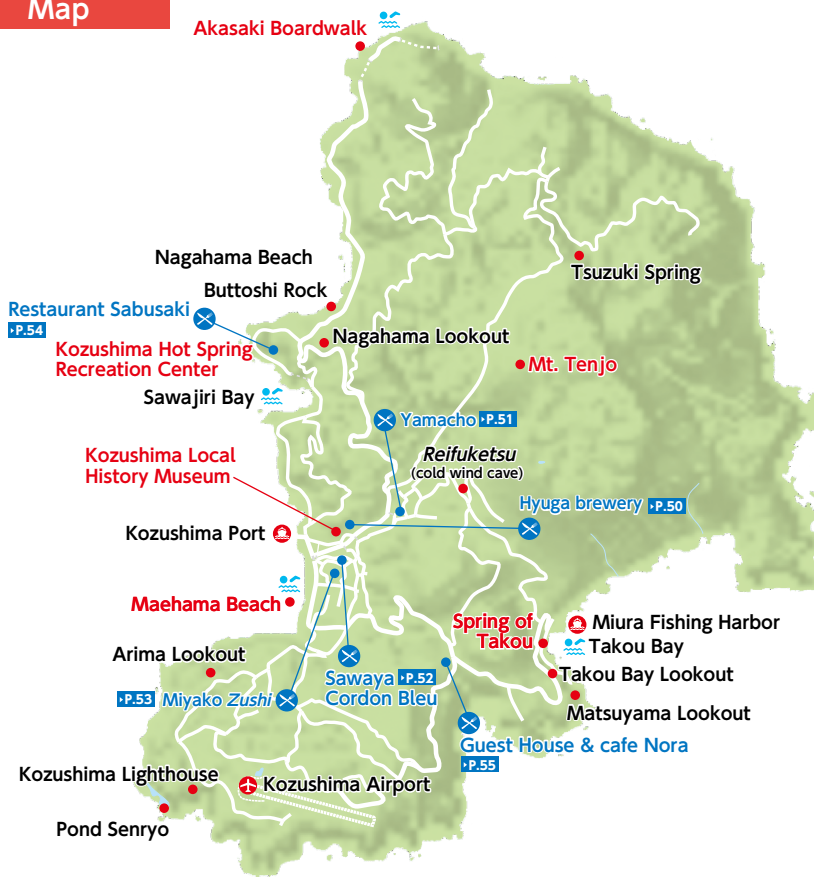 Map
Akasaki Boardwalk
Nagahama Beach
Tsuzuki Spring
Buttoshi Rock
Restaurant Sabusaki
P.54
Nagahama Lookout
Kozushima Hot Spring
Recreation Center
Mt. Tenjo
Sawajiri Bay
Yamacho P.51
Kozushima Local
History Museum
Reifuketsu
(cold wind cave)
Hyuga brewery P.50
Kozushima Port
Maehama Beach
Spring of
Takou
Miura Fishing Harbor
Takou Bay
Arima Lookout
Takou Bay Lookout
Sawaya P.52
Cordon Bleu
P.53 Miyako Zushi
Matsuyama Lookout
Guest House & cafe Nora
P.55
Kozushima Lighthouse
Kozushima Airport
Pond Senryo